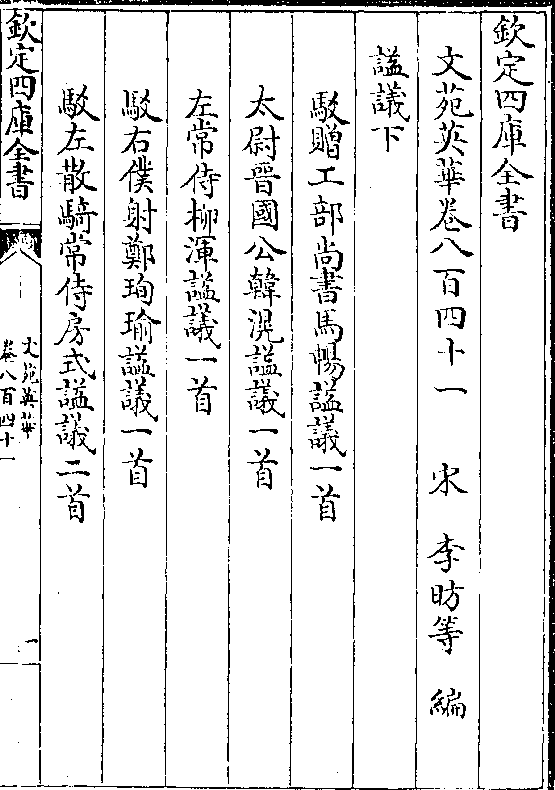 欽定四庫全書
文苑英華卷八百四十一 宋 李昉等 編
謚議下
駮贈工部尚書馬暢謚議一首
太尉晉國公韓滉謚議一首
左常侍柳渾謚議一首
駮右僕射鄭珣瑜謚議一首
駮左散騎常侍房式謚議二首
欽定四庫全書
文苑英華
卷八百四十一
一